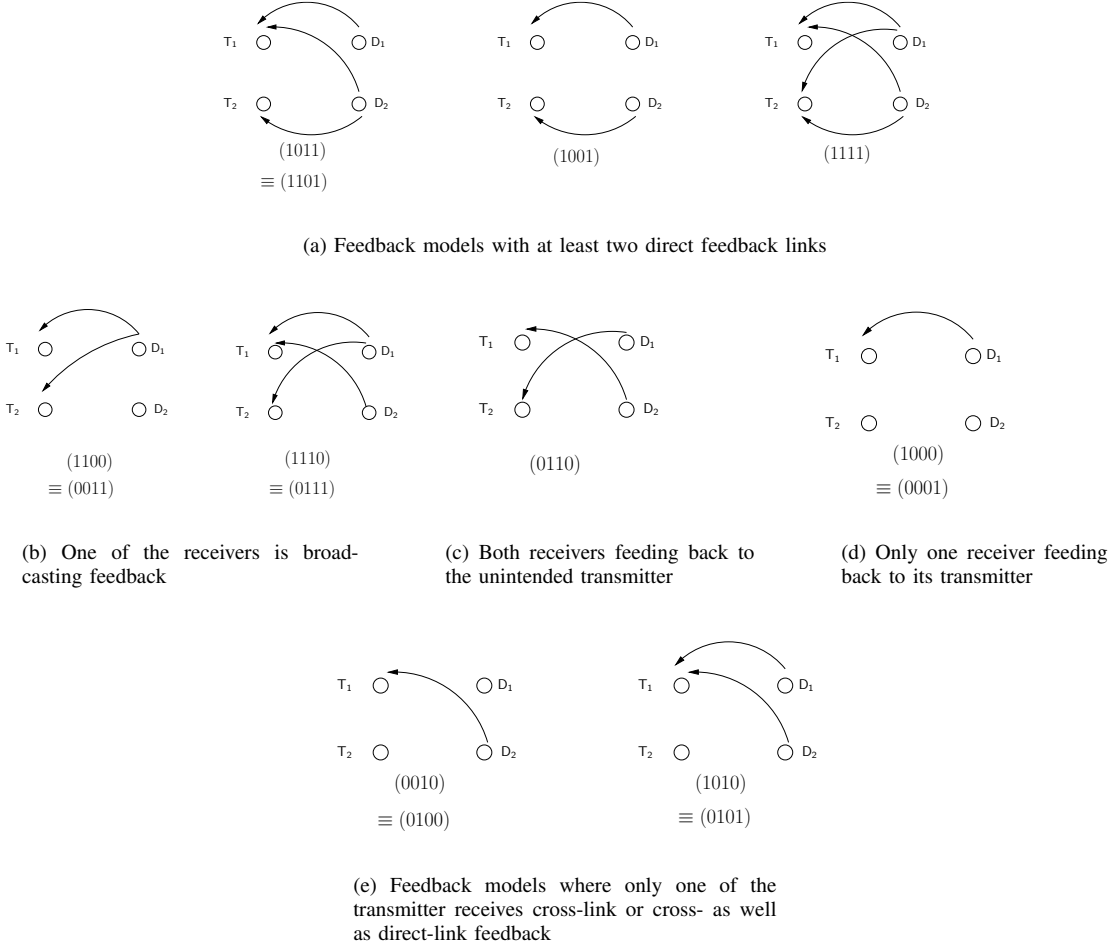 T₁ D₁ T₁ D₁ T₁ D₁
T₂ D₂ T₂ D₂ T₂ D₂
(1011) (1001) (1111)
≡ (1101)
(a) Feedback models with at least two direct feedback links
T₁ D₁ T₁ D₁ T₁ D₁ T₁ D₁
T₂ D₂ T₂ D₂ T₂ D₂ T₂ D₂
(1100) (1110) (0110) (1000)
≡ (0011) ≡ (0111) ≡ (0001)
(b) One of the receivers is broad-
casting feedback
(c) Both receivers feeding back to
the unintended transmitter
(d) Only one receiver feeding
back to its transmitter
T₁ D₁ T₁ D₁
T₂ D₂ T₂ D₂
(0010) (1010)
≡ (0100) ≡ (0101)
(e) Feedback models where only one of the
transmitter receives cross-link or cross- as well
as direct-link feedback